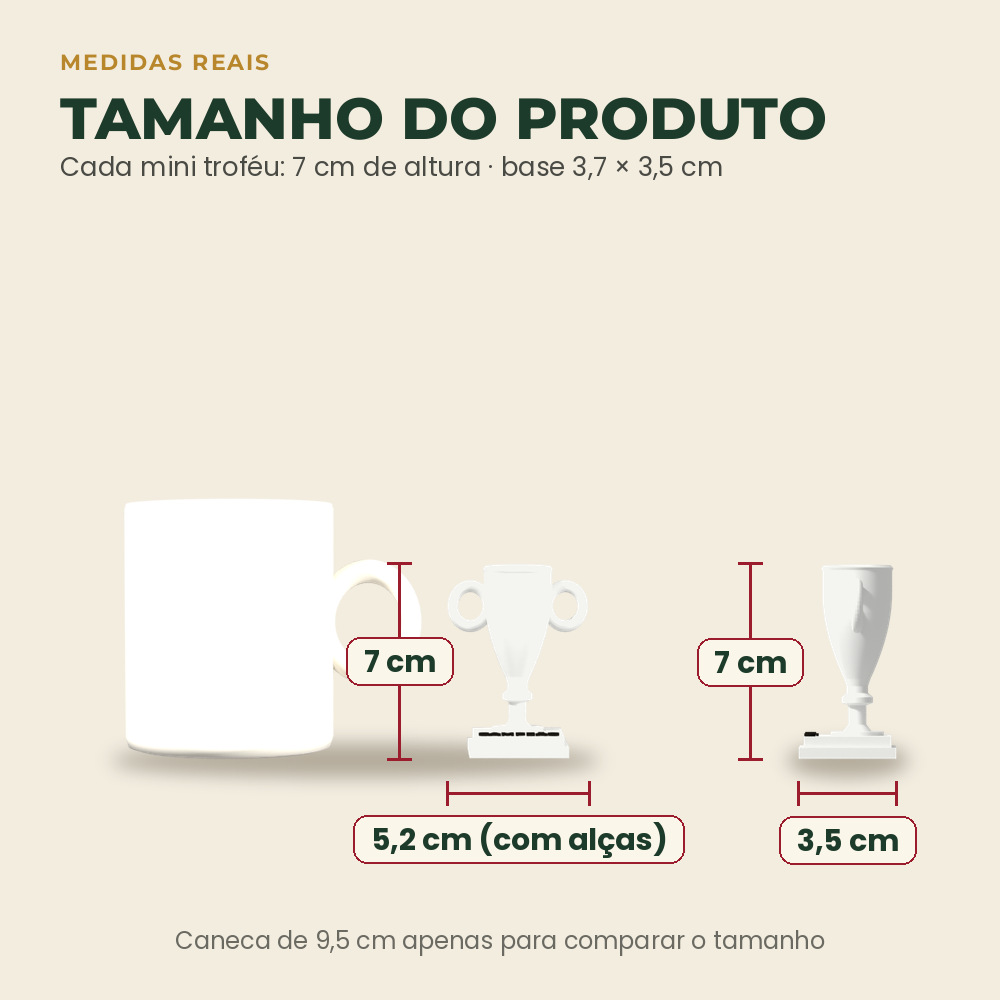 MEDIDAS REAIS
TAMANHO DO PRODUTO
Cada mini troféu: 7 cm de altura · base 3,7 × 3,5 cm
7 cm
7 cm
5,2 cm (com alças)
3,5 cm
Caneca de 9,5 cm apenas para comparar o tamanho